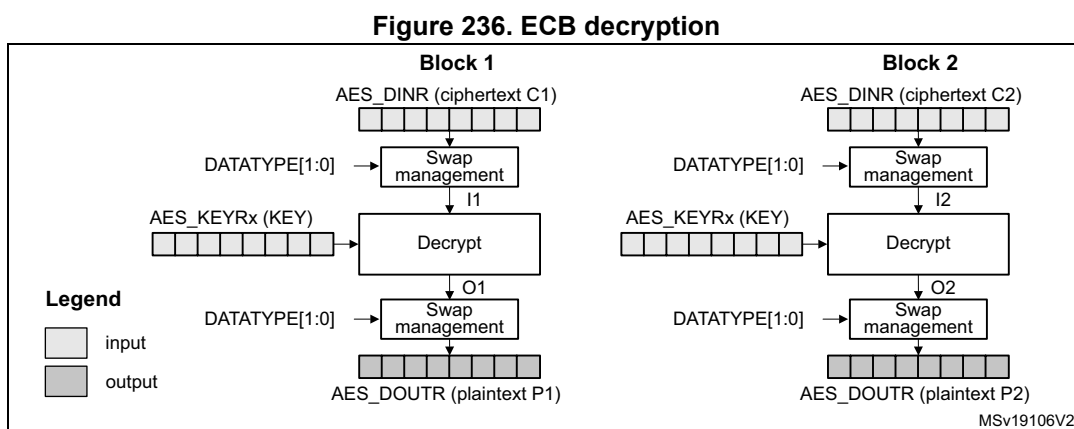 Figure 236. ECB decryption
Block 1
AES_DINR (ciphertext C1)
DATATYPE[1:0]
Swap
management
I1
AES_KEYRx (KEY)
Decrypt
O1
DATATYPE[1:0]
Swap
management
AES_DOUTR (plaintext P1)
Block 2
AES_DINR (ciphertext C2)
DATATYPE[1:0]
Swap
management
I2
AES_KEYRx (KEY)
Decrypt
O2
DATATYPE[1:0]
Swap
management
AES_DOUTR (plaintext P2)
Legend
input
output
MSv19106V2